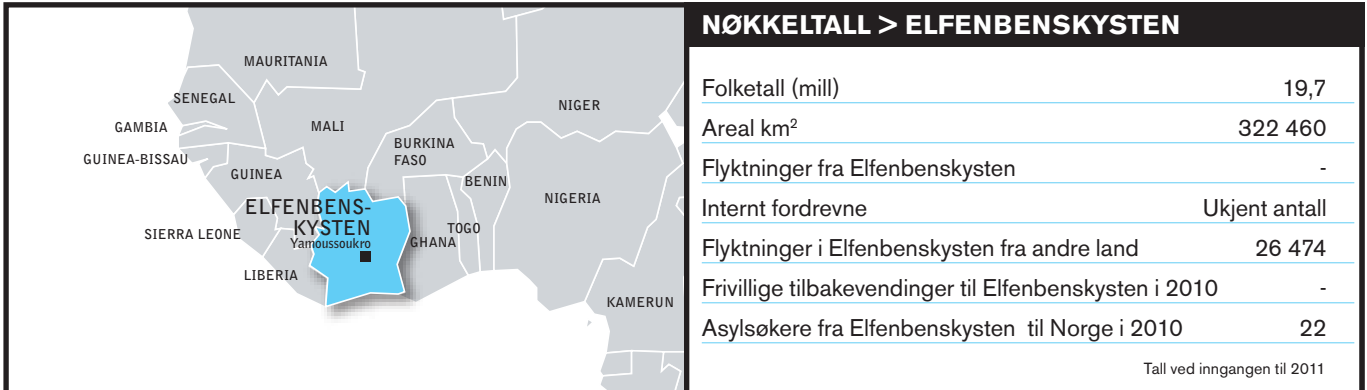 MAURITANIA
SENEGAL
NIGER
GAMBIA
MALI
BURKINA
FASO
GUINEA-BISSAU
GUINEA
BENIN
NIGERIA
ELFENBENS-
KYSTEN
Yamoussoukro
SIERRA LEONE
TOGO
GHANA
LIBERIA
KAMERUN
NØKKELTALL > ELFENBENSKYSTEN
Folketall (mill) 19,7
Areal km² 322 460
Flyktninger fra Elfenbenskysten -
Internt fordrevne Ukjent antall
Flyktninger i Elfenbenskysten fra andre land 26 474
Frivillige tilbakevendinger til Elfenbenskysten i 2010 -
Asylsøkere fra Elfenbenskysten til Norge i 2010 22
Tall ved inngangen til 2011